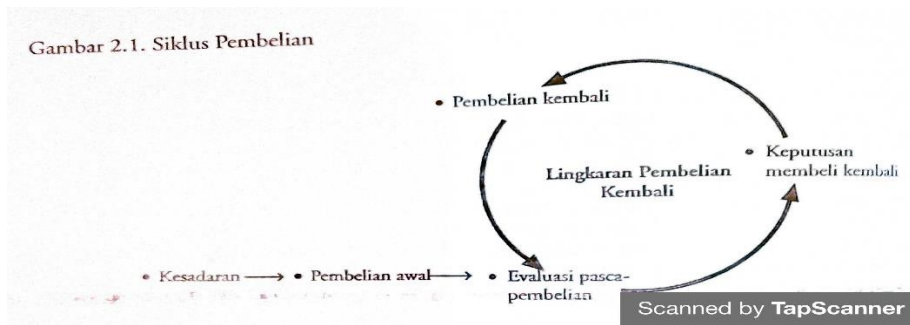 Gambar 2.1. Siklus Pembelian
• Pembelian kembali
• Keputusan
membeli kembali
Lingkaran Pembelian
Kembali
• Kesadaran → • Pembelian awal → • Evaluasi pasca-
pembelian
Scanned by TapScanner